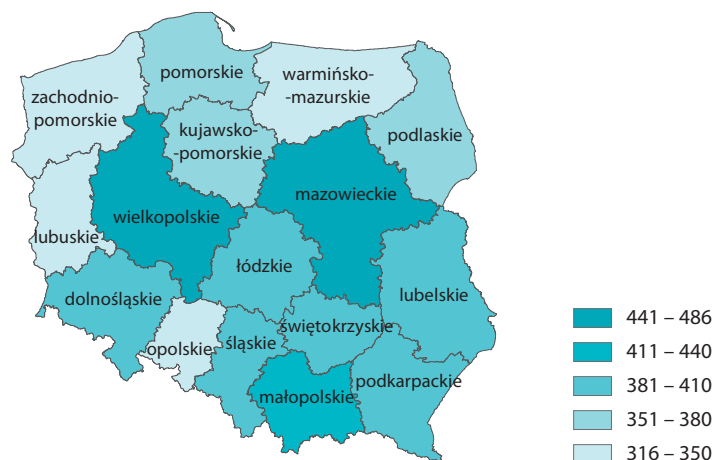 pomorskie
warmińsko-
-mazurskie
zachodnio-
pomorskie
kujawsko-
-pomorskie
podlaskie
mazowieckie
wielkopolskie
lubuskie
łódzkie
dolnośląskie
lubelskie
świętokrzyskie
opolskie
śląskie
podkarpackie
małopolskie
441 – 486
411 – 440
381 – 410
351 – 380
316 – 350